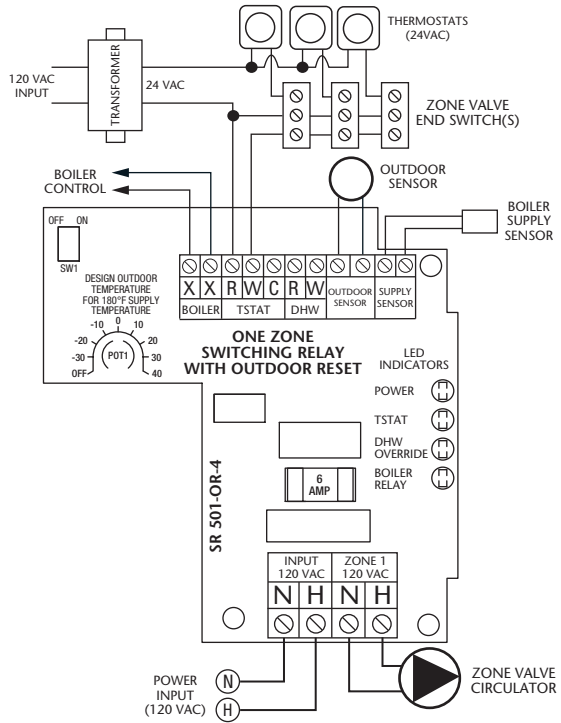 THERMOSTATS
(24VAC)
120 VAC
INPUT
TRANSFORMER
24 VAC
ZONE VALVE
END SWITCH(S)
BOILER
CONTROL
OUTDOOR
SENSOR
BOILER
SUPPLY
SENSOR
OFF ON
SW1
X X R W C R W
OUTDOOR
SENSOR
SUPPLY
SENSOR
BOILER TSTAT DHW
DESIGN OUTDOOR
TEMPERATURE
FOR 180°F SUPPLY
TEMPERATURE
0
-10 10
-20 20
-30 30
OFF 40
POT1
ONE ZONE
SWITCHING RELAY
WITH OUTDOOR RESET
LED
INDICATORS
POWER
TSTAT
DHW
OVERRIDE
BOILER
RELAY
6
AMP
SR 501-OR-4
INPUT
120 VAC
ZONE 1
120 VAC
N H N H
POWER
INPUT
(120 VAC)
N
H
ZONE VALVE
CIRCULATOR